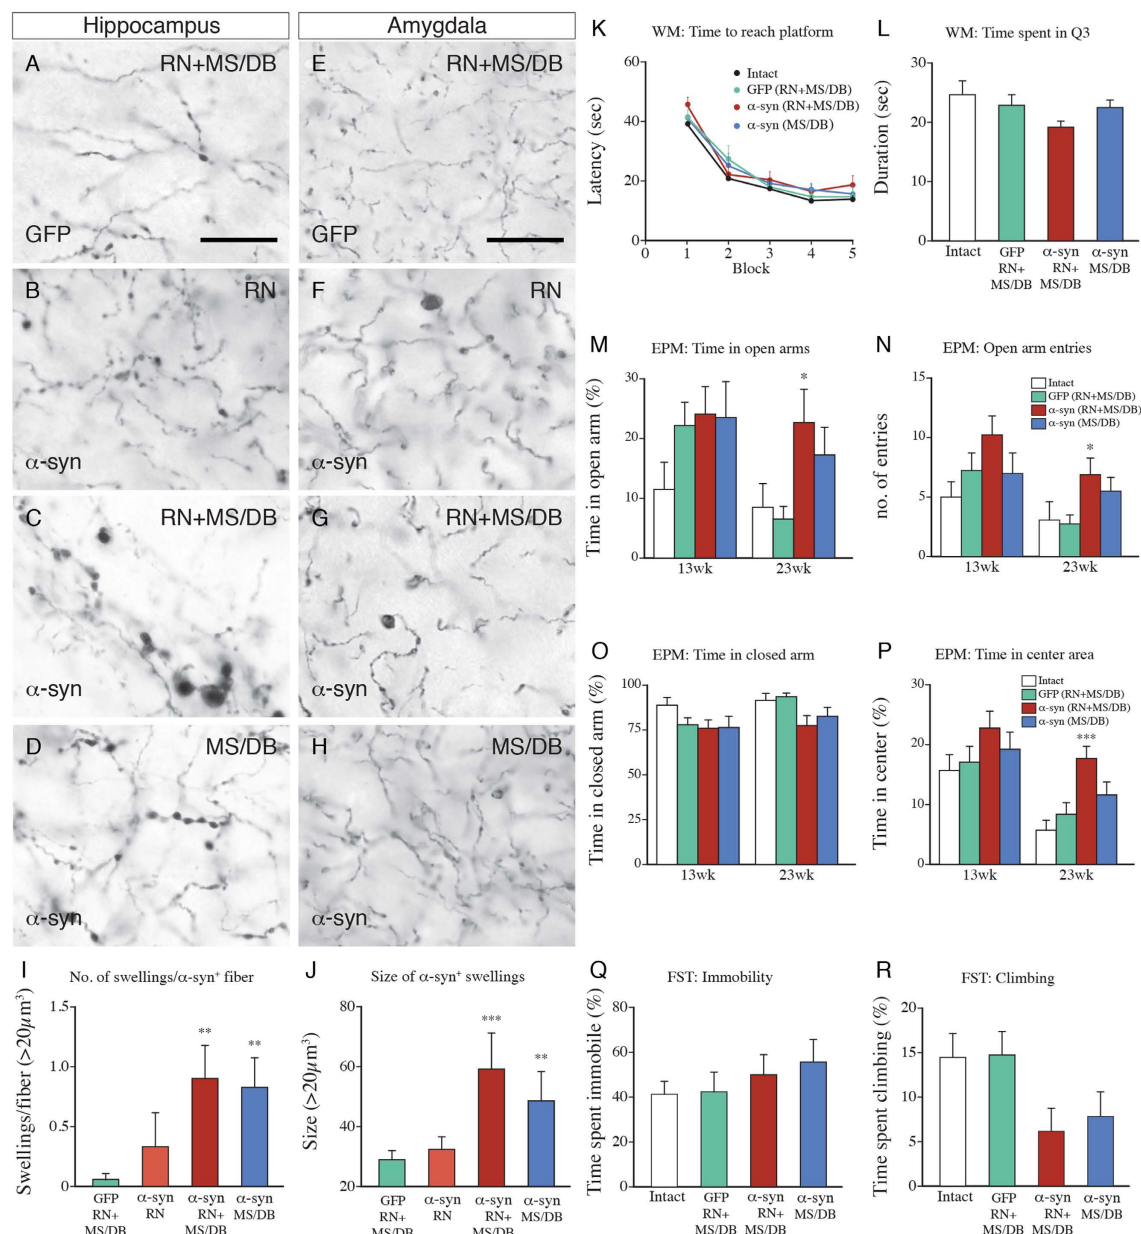 Hippocampus
Amygdala
A
RN+MS/DB
GFP
E
RN+MS/DB
GFP
B
RN
α-syn
F
RN
α-syn
C
RN+MS/DB
α-syn
G
RN+MS/DB
α-syn
D
MS/DB
α-syn
H
MS/DB
α-syn
I
No. of swellings/α-syn⁺ fiber
Swellings/fiber (>20μm³)
1.5
1.0
0.5
0
**
**
GFP
RN+
MS/DB
α-syn
RN
α-syn
RN+
MS/DB
α-syn
MS/DB
J
Size of α-syn⁺ swellings
Size (>20μm³)
80
60
40
20
***
**
GFP
RN+
MS/DB
α-syn
RN
α-syn
RN+
MS/DB
α-syn
MS/DB
K
WM: Time to reach platform
Latency (sec)
60
40
20
0
Intact
GFP (RN+MS/DB)
α-syn (RN+MS/DB)
α-syn (MS/DB)
0
1
2
3
4
5
Block
L
WM: Time spent in Q3
Duration (sec)
30
20
10
0
Intact
GFP
RN+
MS/DB
α-syn
RN+
MS/DB
α-syn
MS/DB
M
EPM: Time in open arms
Time in open arm (%)
30
20
10
0
*
13wk
23wk
N
EPM: Open arm entries
no. of entries
15
10
5
0
Intact
GFP (RN+MS/DB)
α-syn (RN+MS/DB)
α-syn (MS/DB)
*
13wk
23wk
O
EPM: Time in closed arm
Time in closed arm (%)
100
75
50
25
0
13wk
23wk
P
EPM: Time in center area
Time in center (%)
30
20
10
0
Intact
GFP (RN+MS/DB)
α-syn (RN+MS/DB)
α-syn (MS/DB)
***
13wk
23wk
Q
FST: Immobility
Time spent immobile (%)
80
60
40
20
0
Intact
GFP
RN+
MS/DB
α-syn
RN+
MS/DB
α-syn
MS/DB
R
FST: Climbing
Time spent climbing (%)
20
15
10
5
0
Intact
GFP
RN+
MS/DB
α-syn
RN+
MS/DB
α-syn
MS/DB